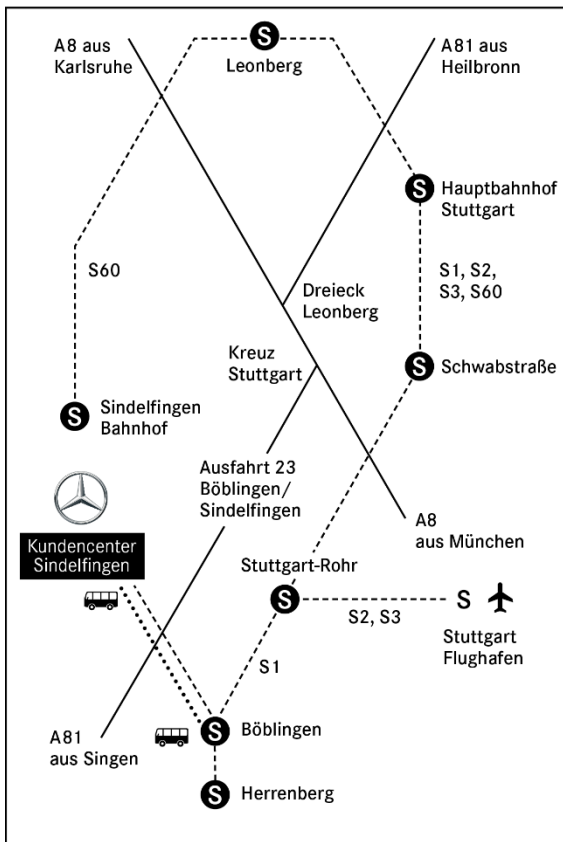 A8 aus
Karlsruhe
S
Leonberg
A81 aus
Heilbronn
S
Hauptbahnhof
Stuttgart
S60
S1, S2,
S3, S60
Dreieck
Leonberg
Kreuz
Stuttgart
S
Schwabstraße
S
Sindelfingen
Bahnhof
Ausfahrt 23
Böblingen/
Sindelfingen
Kundencenter
Sindelfingen
A8
aus München
Stuttgart-Rohr
S
S2, S3
S
Stuttgart
Flughafen
S1
A81
aus Singen
S
Böblingen
S
Herrenberg